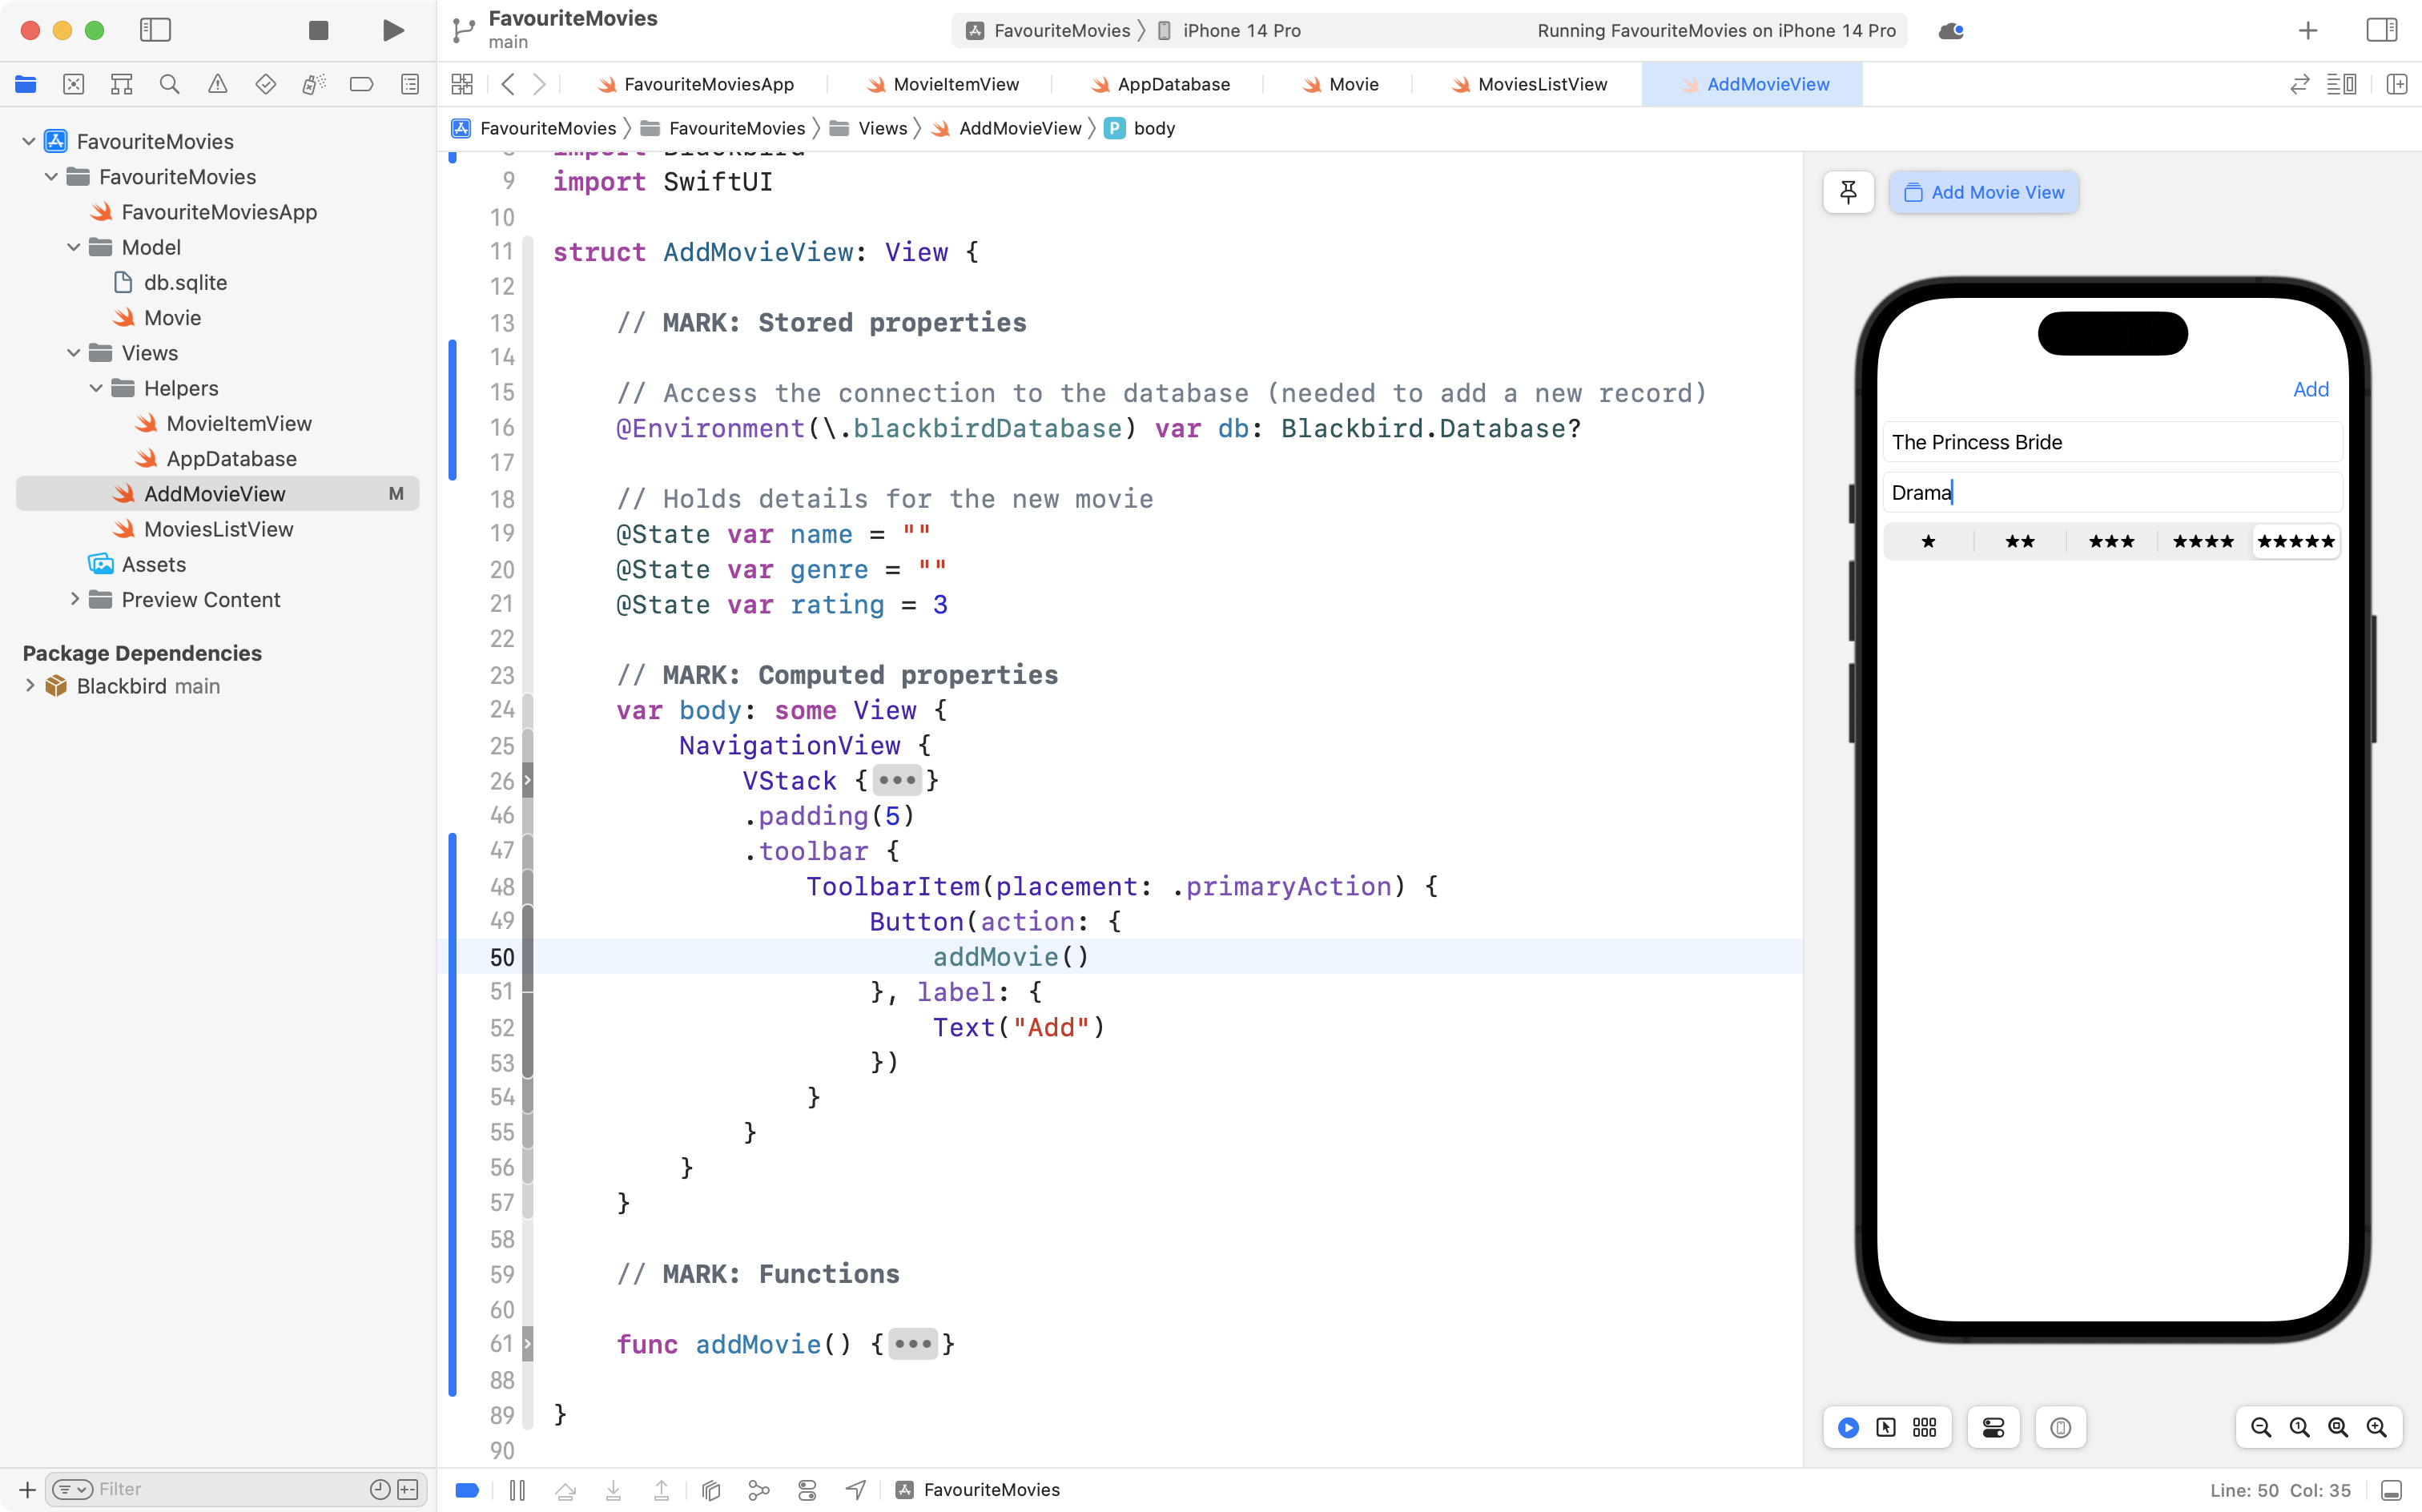 FavouriteMovies
main
FavouriteMovies
iPhone 14 Pro
Running FavouriteMovies on iPhone 14 Pro
FavouriteMoviesApp
MovieItemView
AppDatabase
Movie
MoviesListView
AddMovieView
FavouriteMovies
FavouriteMovies
Views
AddMovieView
P
body
FavouriteMovies
FavouriteMovies
FavouriteMoviesApp
Model
db.sqlite
Movie
Views
Helpers
MovieItemView
AppDatabase
AddMovieView M
MoviesListView
Assets
Preview Content
Package Dependencies
Blackbird main
Filter
9 import SwiftUI
10
11 struct AddMovieView: View {
12
13 // MARK: Stored properties
14
15 // Access the connection to the database (needed to add a new record)
16 @Environment(\.blackbirdDatabase) var db: Blackbird.Database?
17
18 // Holds details for the new movie
19 @State var name = ""
20 @State var genre = ""
21 @State var rating = 3
22
23 // MARK: Computed properties
24 var body: some View {
25 NavigationView {
26 VStack {•••}
46 .padding(5)
47 .toolbar {
48 ToolbarItem(placement: .primaryAction) {
49 Button(action: {
50 addMovie()
51 }, label: {
52 Text("Add")
53 })
54 }
55 }
56 }
57 }
58
59 // MARK: Functions
60
61 func addMovie() {•••}
88
89 }
90
Add Movie View
Add
The Princess Bride
Drama
★ ★★ ★★★ ★★★★ ★★★★★
FavouriteMovies
Line: 50 Col: 35